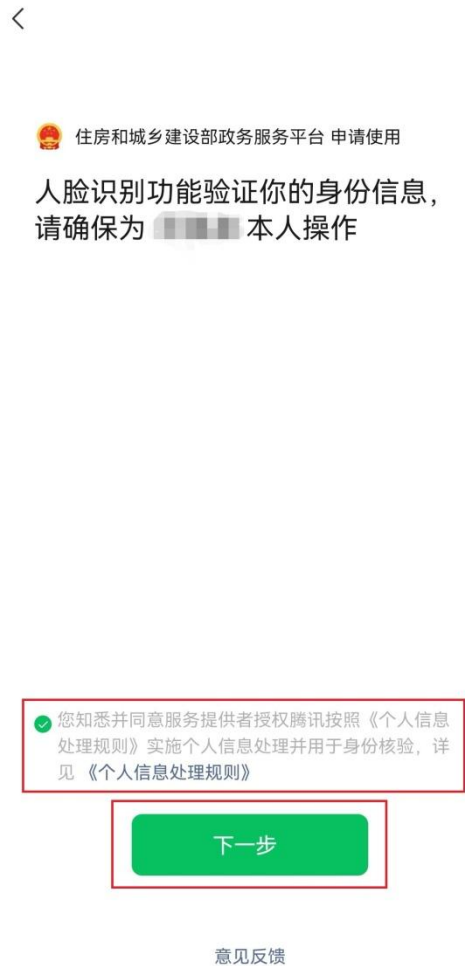 住房和城乡建设部政务服务平台 申请使用
人脸识别功能验证你的身份信息，
请确保为 本人操作
您知悉并同意服务提供者授权腾讯按照《个人信息
处理规则》实施个人信息处理并用于身份核验，详
见 《个人信息处理规则》
下一步
意见反馈